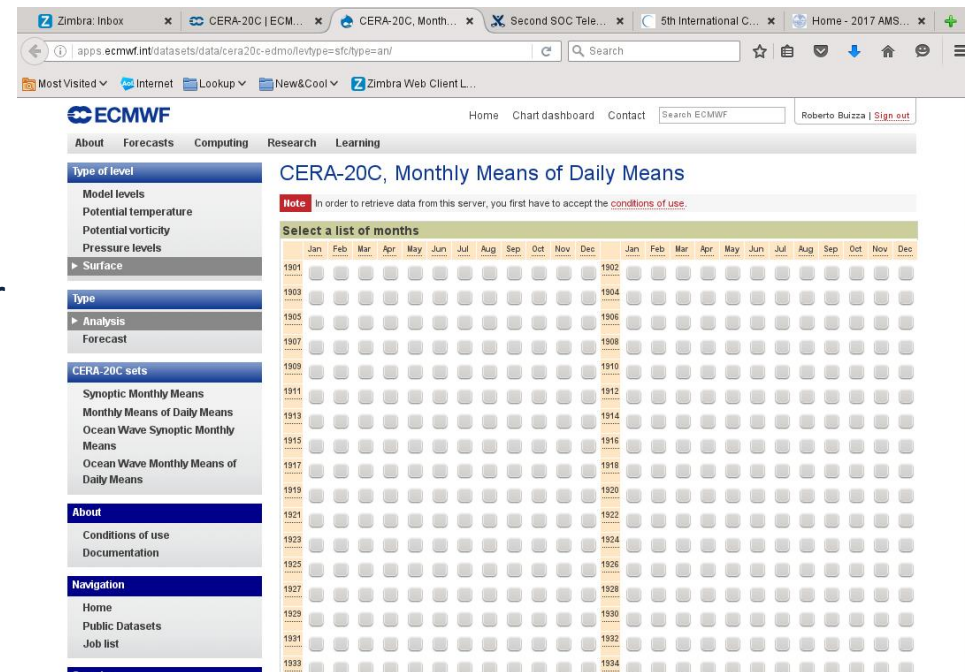 Zimbra: Inbox
CERA-20C | ECM...
CERA-20C, Month...
Second SOC Tele...
5th International C...
Home - 2017 AMS...
apps.ecmwf.int/datasets/data/cera20c-edmo/levtype=sfc/type=an/
Search
Most Visited
Internet
Lookup
New&Cool
Zimbra Web Client L...
ECMWF
Home Chart dashboard Contact
Search ECMWF
Roberto Buizza | Sign out
About Forecasts Computing Research Learning
Type of level
Model levels
Potential temperature
Potential vorticity
Pressure levels
Surface
Type
Analysis
Forecast
CERA-20C sets
Synoptic Monthly Means
Monthly Means of Daily Means
Ocean Wave Synoptic Monthly
Means
Ocean Wave Monthly Means of
Daily Means
About
Conditions of use
Documentation
Navigation
Home
Public Datasets
Job list
CERA-20C, Monthly Means of Daily Means
Note In order to retrieve data from this server, you first have to accept the conditions of use.
Select a list of months
Jan Feb Mar Apr May Jun Jul Aug Sep Oct Nov Dec Jan Feb Mar Apr May Jun Jul Aug Sep Oct Nov Dec
1901 1902
1903 1904
1905 1906
1907 1908
1909 1910
1911 1912
1913 1914
1915 1916
1917 1918
1919 1920
1921 1922
1923 1924
1925 1926
1927 1928
1929 1930
1931 1932
1933 1934